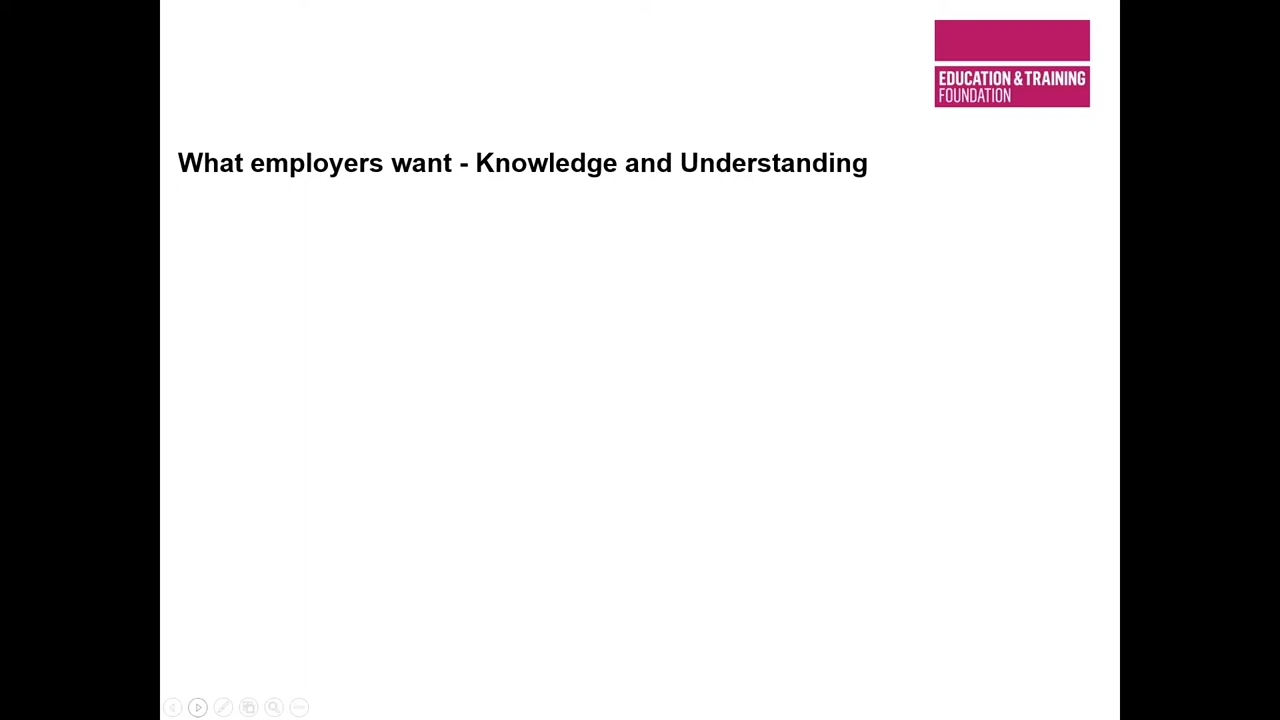 EDUCATION & TRAINING
FOUNDATION
What employers want - Knowledge and Understanding